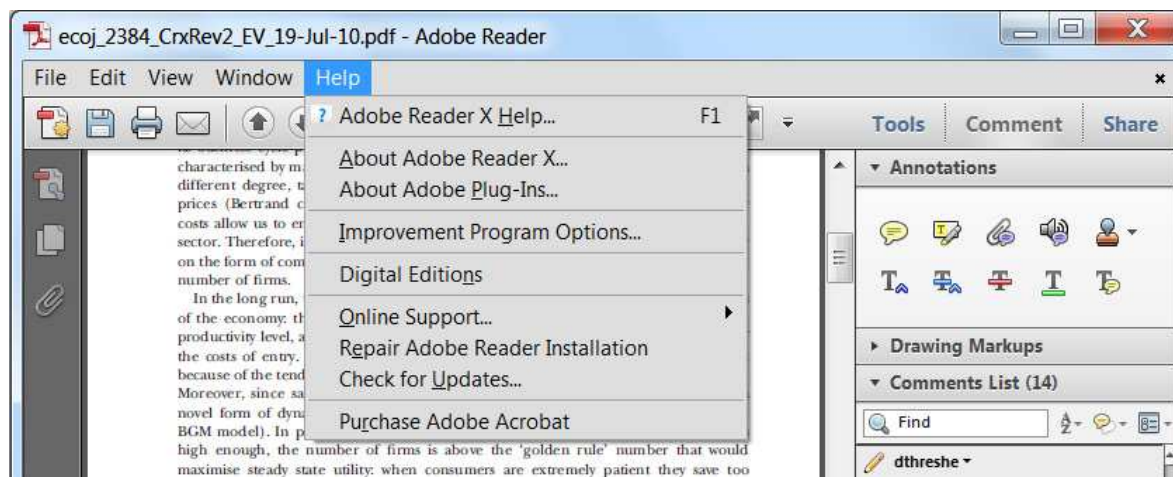 ecoj_2384_CrxRev2_EV_19-Jul-10.pdf - Adobe Reader
File Edit View Window Help
Tools Comment Share
? Adobe Reader X Help... F1
About Adobe Reader X...
About Adobe Plug-Ins...
Improvement Program Options...
Digital Editions
Online Support...
Repair Adobe Reader Installation
Check for Updates...
Purchase Adobe Acrobat
characterised by
different degree,
prices (Bertrand
costs allow us to
sector. Therefore,
on the form of
number of firms.
In the long run,
of the economy:
productivity level,
the costs of entry.
because of the
Moreover, since
novel form of
BGM model). In
high enough, the number of firms is above the 'golden rule' number that would
maximise steady state utility: when consumers are extremely patient they save too
Annotations
Drawing Markups
Comments List (14)
Find
dthreshe